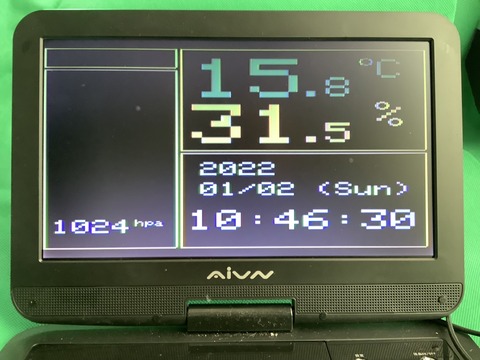 15.8 °C
31.5 %
1024 hpa
2022
01/02 (Sun)
10:46:30
AiVN